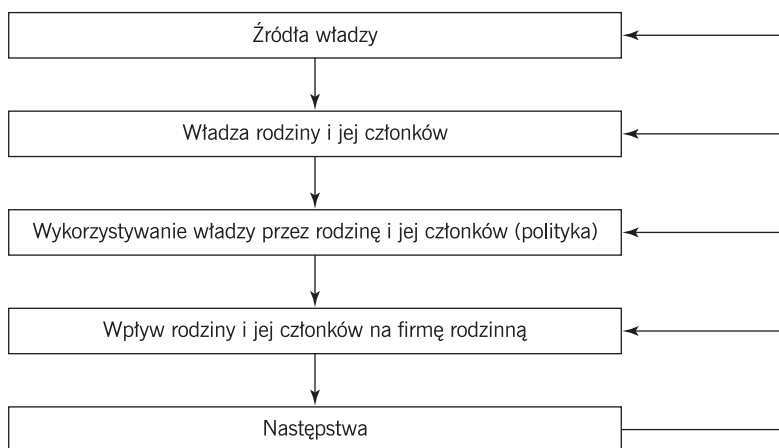 Źródła władzy
Władza rodziny i jej członków
Wykorzystywanie władzy przez rodzinę i jej członków (polityka)
Wpływ rodziny i jej członków na firmę rodzinną
Następstwa